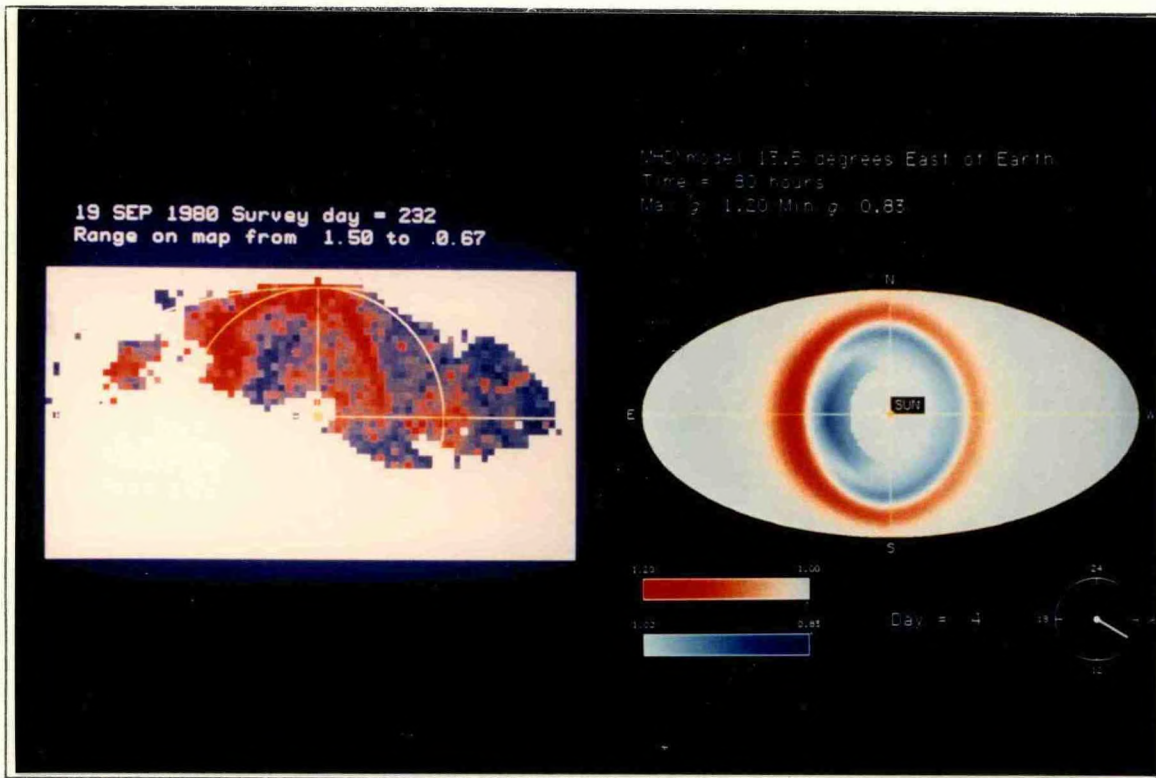 19 SEP 1980 Survey day = 232
Range on map from 1.50 to .0.67
E
MHD model 13.5 degrees East of Earth
Time = 80 hours
Max g 1.20 Min g 0.83
N
E
SUN
W
S
1.20 1.00
1.00 0.83
Day = 4
24
18
12